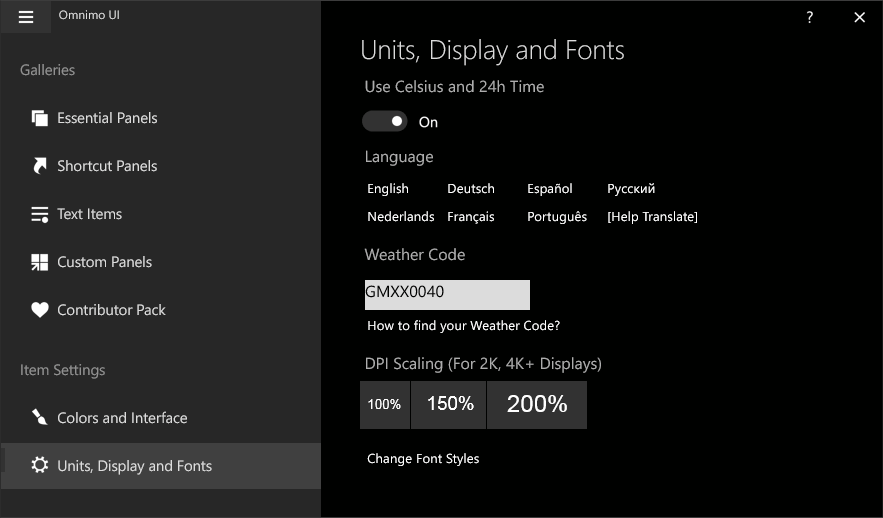 Omnimo UI
?
Galleries
Essential Panels
Shortcut Panels
Text Items
Custom Panels
Contributor Pack
Item Settings
Colors and Interface
Units, Display and Fonts
Units, Display and Fonts
Use Celsius and 24h Time
On
Language
English Deutsch Español Русский
Nederlands Français Português [Help Translate]
Weather Code
GMXX0040
How to find your Weather Code?
DPI Scaling (For 2K, 4K+ Displays)
100% 150% 200%
Change Font Styles